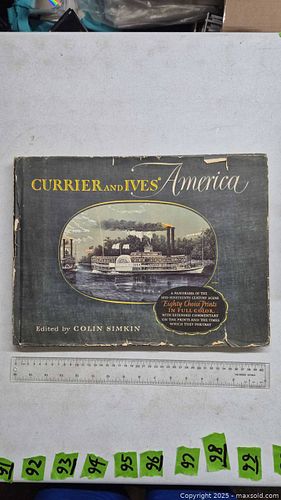 CURRIER AND IVES' America
A PANORAMA OF THE
MID-NINETEENTH CENTURY SCENE
Eighty Choice Prints
IN FULL COLOR,
WITH EXTENDED COMMENTARY
ON THE PRINTS AND THE TIMES
WHICH THEY PORTRAY
Edited by COLIN SIMKIN
91 92 93 94 95 96 97 98 99
Copyright 2025 - maxsold.com